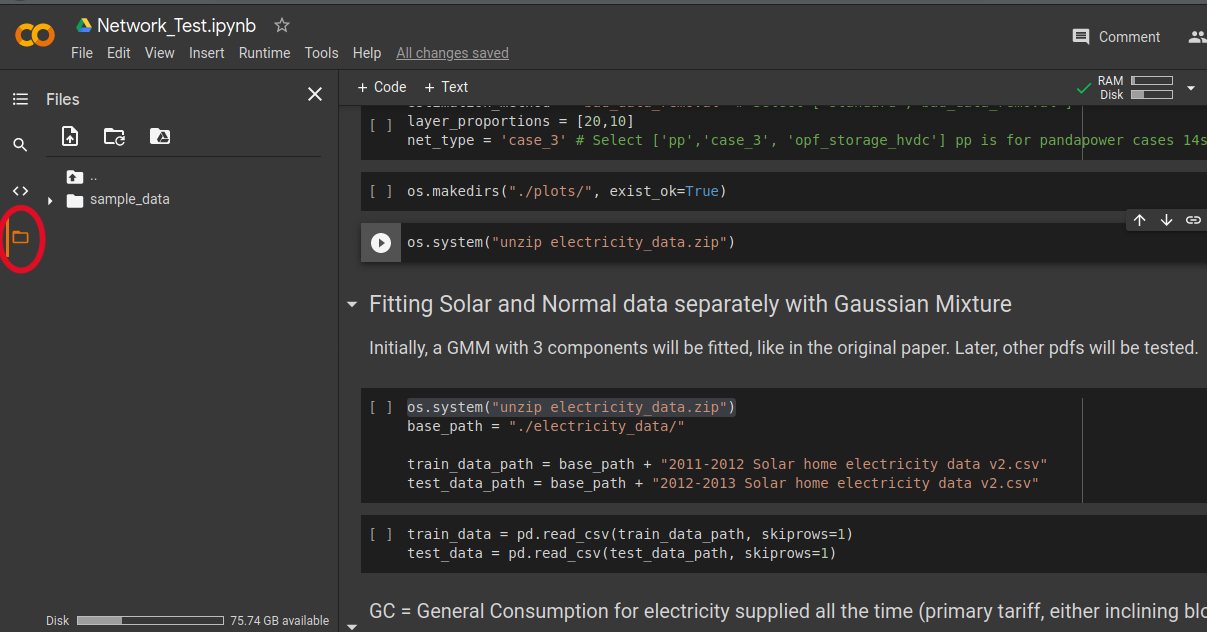 Network_Test.ipynb
File Edit View Insert Runtime Tools Help All changes saved
Comment
Files
+ Code + Text
RAM
Disk
..
sample_data
[ ] layer_proportions = [20,10]
net_type = 'case_3' # Select ['pp','case_3', 'opf_storage_hvdc'] pp is for pandapower cases 14s
[ ] os.makedirs("./plots/", exist_ok=True)
os.system("unzip electricity_data.zip")
Fitting Solar and Normal data separately with Gaussian Mixture
Initially, a GMM with 3 components will be fitted, like in the original paper. Later, other pdfs will be tested.
[ ] os.system("unzip electricity_data.zip")
base_path = "./electricity_data/"
train_data_path = base_path + "2011-2012 Solar home electricity data v2.csv"
test_data_path = base_path + "2012-2013 Solar home electricity data v2.csv"
[ ] train_data = pd.read_csv(train_data_path, skiprows=1)
test_data = pd.read_csv(test_data_path, skiprows=1)
GC = General Consumption for electricity supplied all the time (primary tariff, either inclining blo
Disk 75.74 GB available